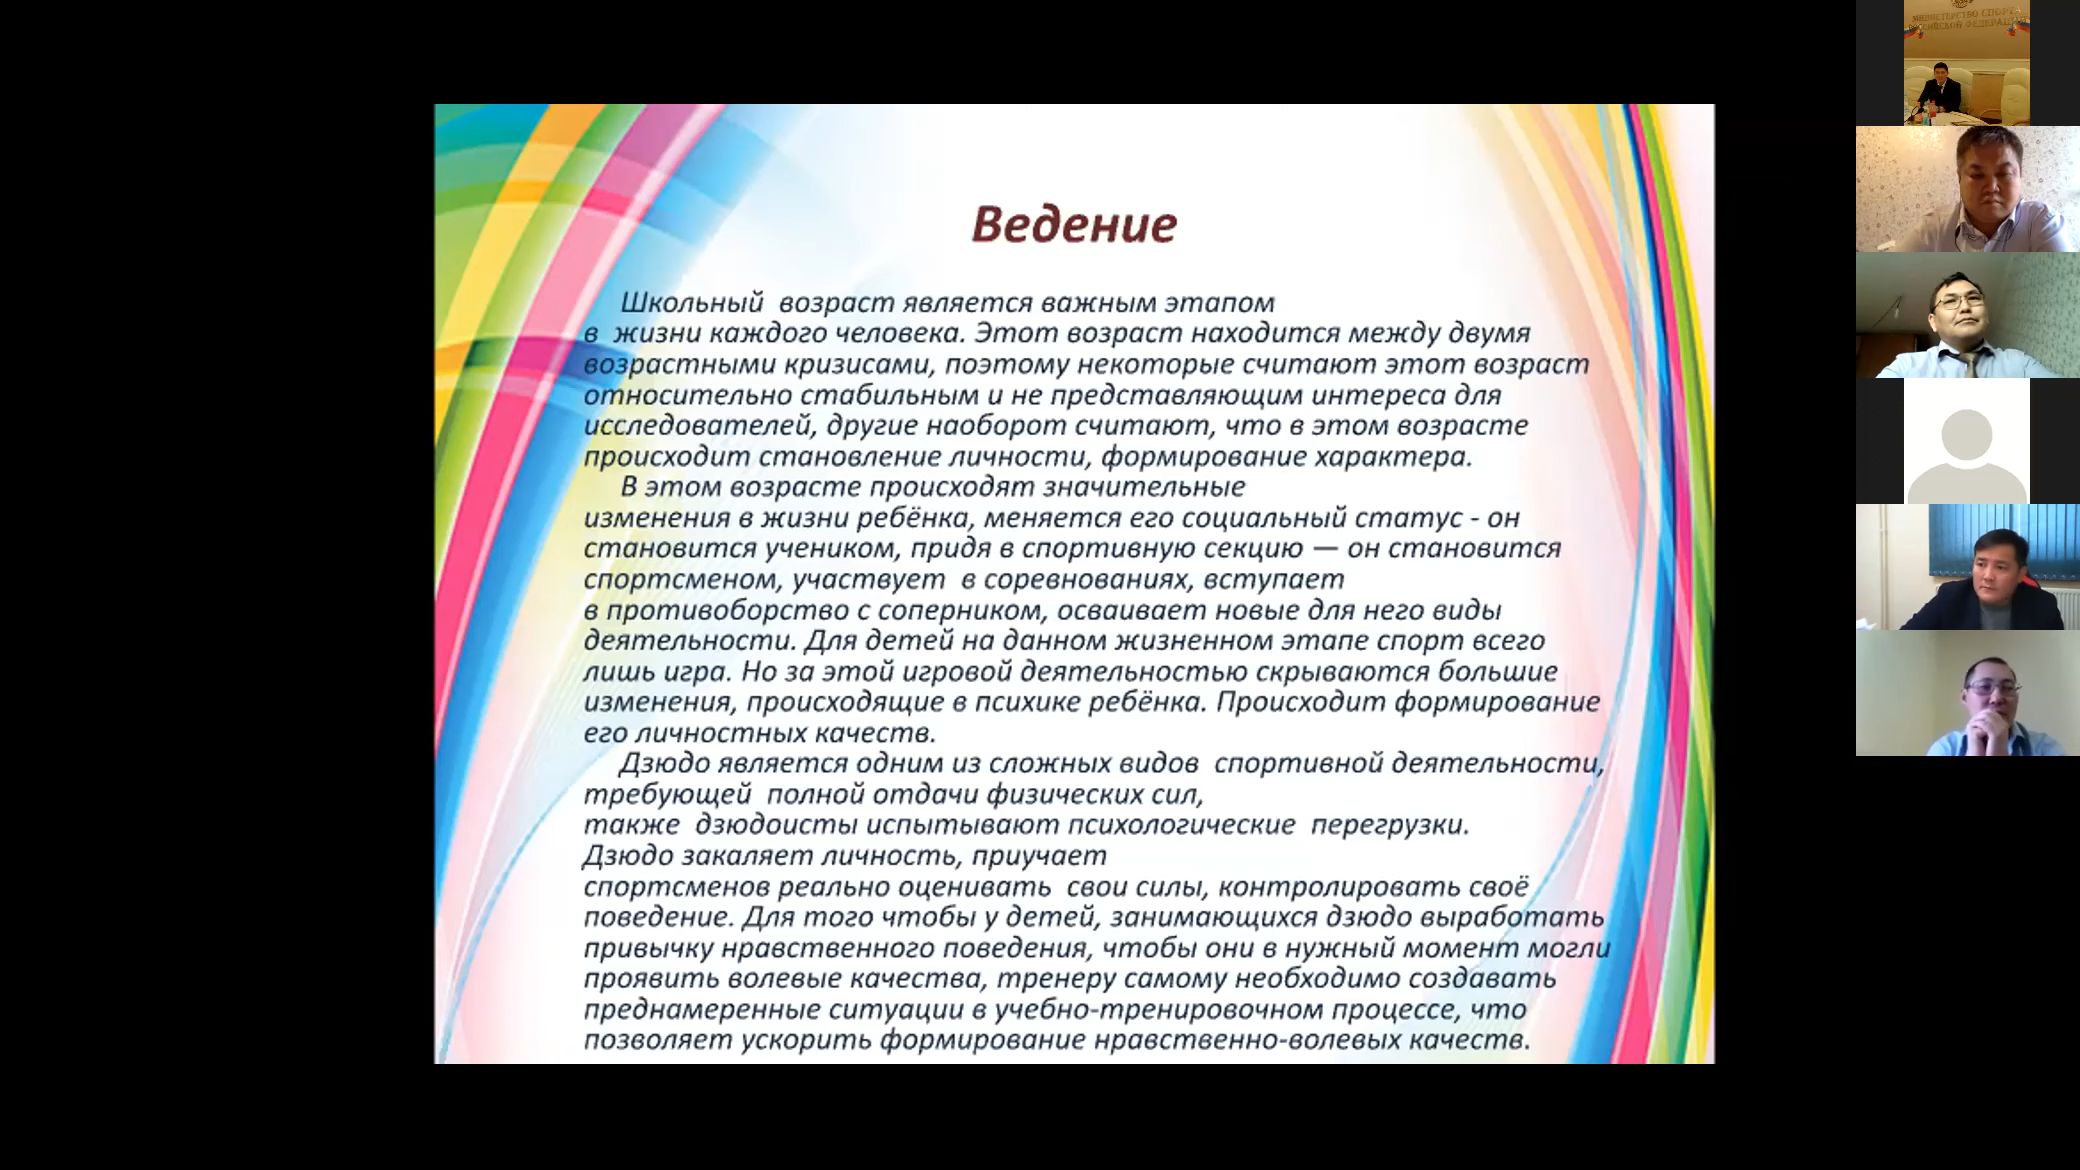 Ведение
Школьный возраст является важным этапом
в жизни каждого человека. Этот возраст находится между двумя
возрастными кризисами, поэтому некоторые считают этот возраст
относительно стабильным и не представляющим интереса для
исследователей, другие наоборот считают, что в этом возрасте
происходит становление личности, формирование характера.
В этом возрасте происходят значительные
изменения в жизни ребёнка, меняется его социальный статус - он
становится учеником, придя в спортивную секцию — он становится
спортсменом, участвует в соревнованиях, вступает
в противоборство с соперником, осваивает новые для него виды
деятельности. Для детей на данном жизненном этапе спорт всего
лишь игра. Но за этой игровой деятельностью скрываются большие
изменения, происходящие в психике ребёнка. Происходит формирование
его личностных качеств.
Дзюдо является одним из сложных видов спортивной деятельности,
требующей полной отдачи физических сил,
также дзюдоисты испытывают психологические перегрузки.
Дзюдо закаляет личность, приучает
спортсменов реально оценивать свои силы, контролировать своё
поведение. Для того чтобы у детей, занимающихся дзюдо выработать
привычку нравственного поведения, чтобы они в нужный момент могли
проявить волевые качества, тренеру самому необходимо создавать
преднамеренные ситуации в учебно-тренировочном процессе, что
позволяет ускорить формирование нравственно-волевых качеств.
МИНИСТЕРСТВО СПОРТА
РОССИЙСКОЙ ФЕДЕРАЦИИ